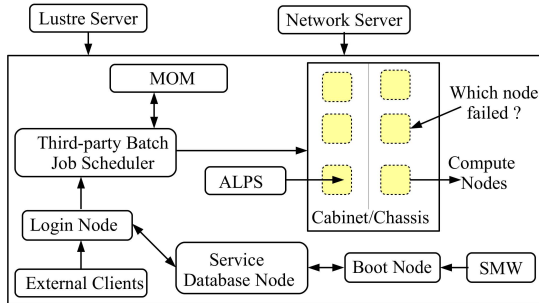 Lustre Server
Network Server
MOM
Which node
failed ?
Third-party Batch
Job Scheduler
ALPS
Compute
Nodes
Cabinet/Chassis
Login Node
Service
Database Node
Boot Node
SMW
External Clients